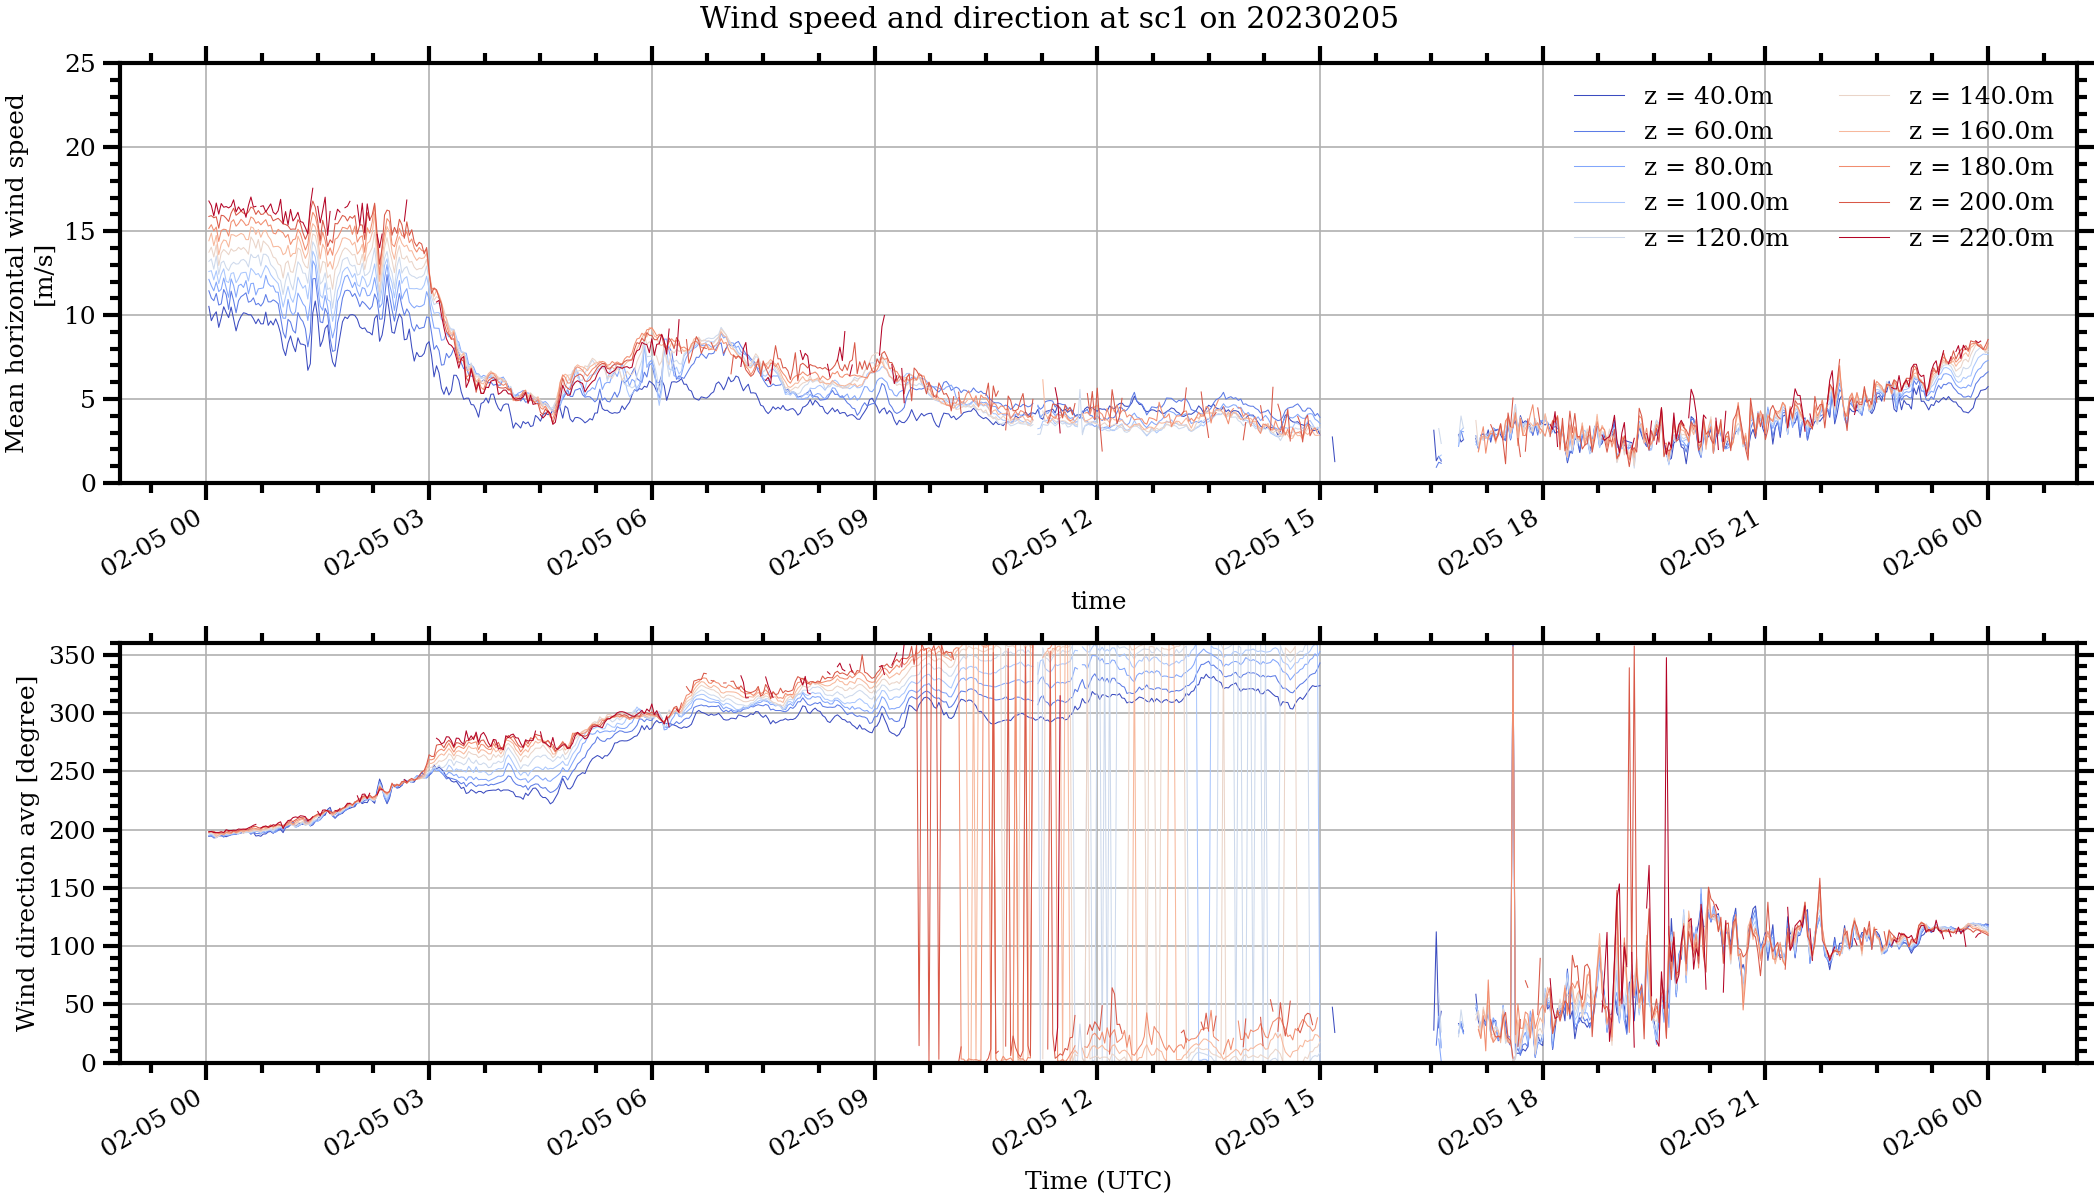 Wind speed and direction at sc1 on 20230205
Mean horizontal wind speed
[m/s]
25
20
15
10
5
0
z = 40.0m
z = 60.0m
z = 80.0m
z = 100.0m
z = 120.0m
z = 140.0m
z = 160.0m
z = 180.0m
z = 200.0m
z = 220.0m
02-05 00
02-05 03
02-05 06
02-05 09
02-05 12
02-05 15
02-05 18
02-05 21
02-06 00
time
Wind direction avg [degree]
350
300
250
200
150
100
50
0
02-05 00
02-05 03
02-05 06
02-05 09
02-05 12
02-05 15
02-05 18
02-05 21
02-06 00
Time (UTC)